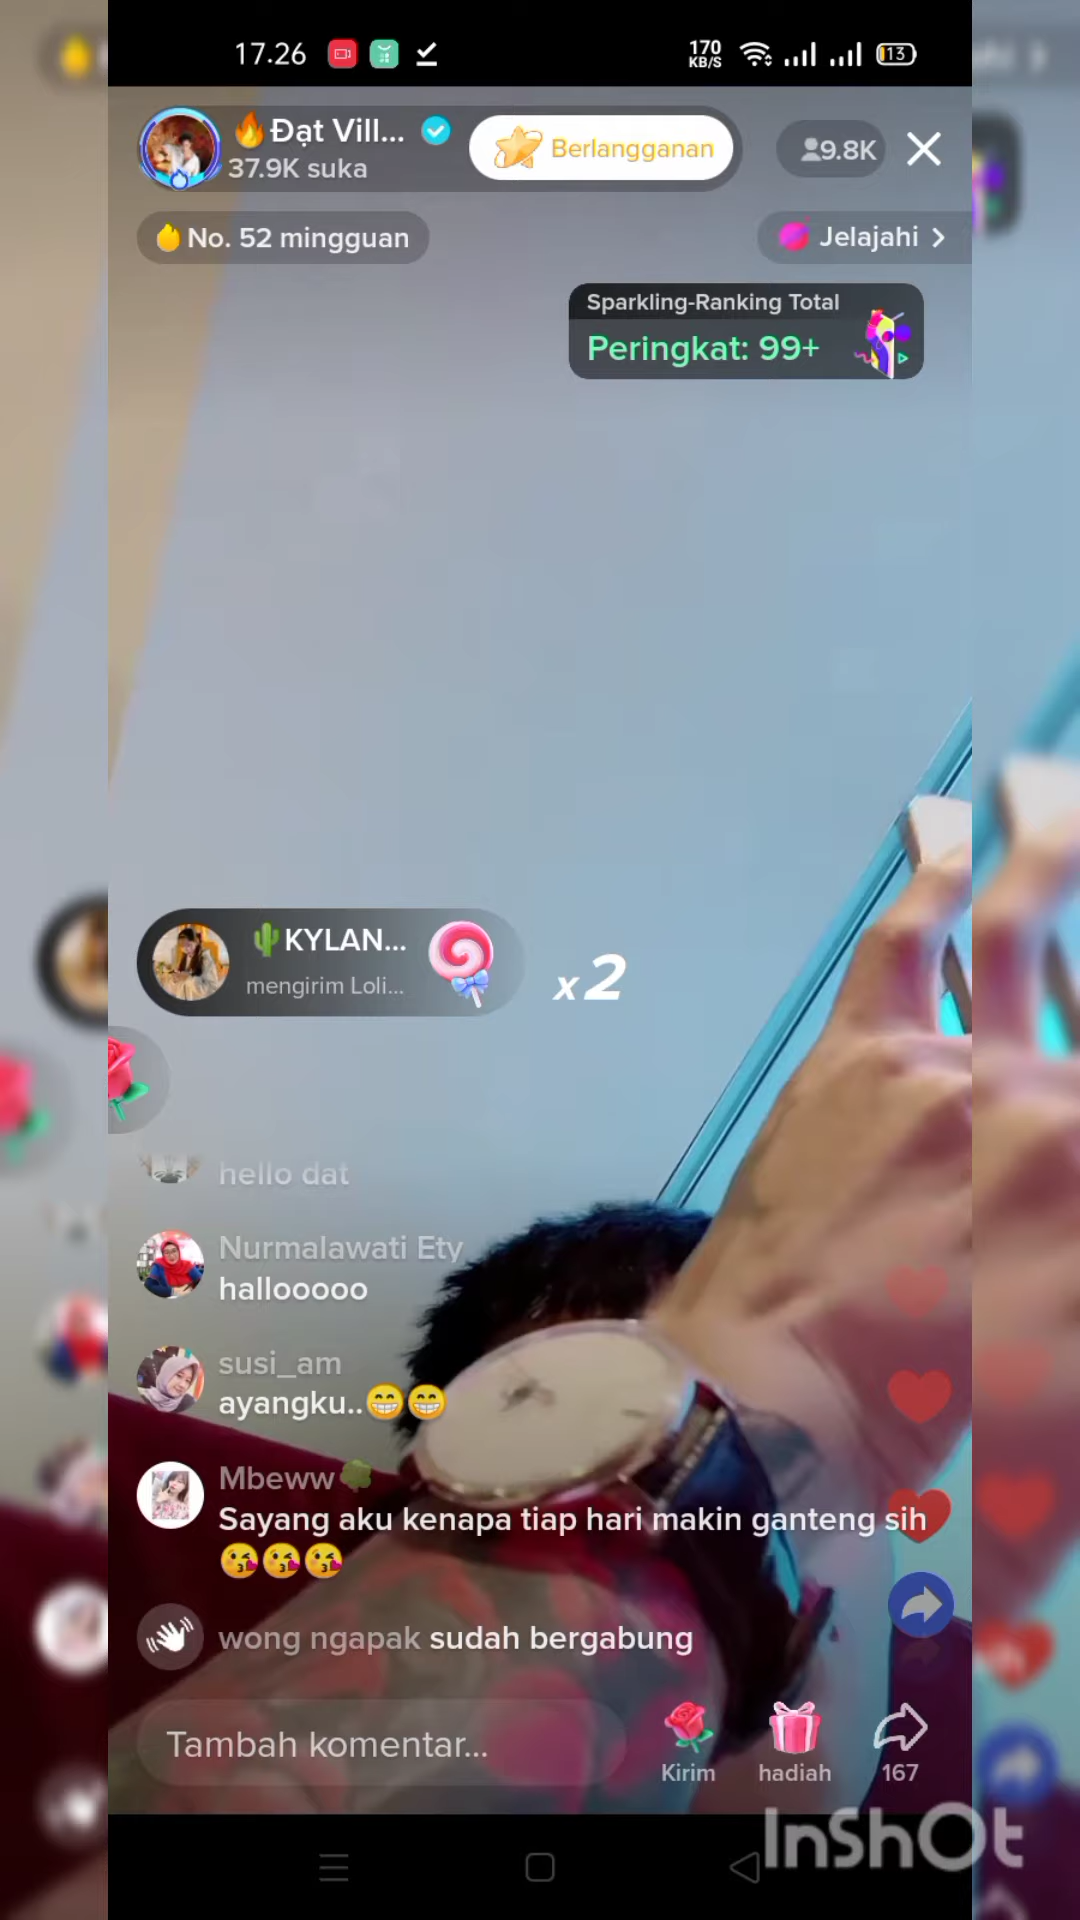 17.26
170
KB/S
13
🔥Đạt Vill...
37.9K suka
Berlangganan
9.8K
No. 52 mingguan
Jelajahi >
Sparkling-Ranking Total
Peringkat: 99+
🌵KYLAN...
mengirim Loli...
x2
hello dat
Nurmalawati Ety
hallooooo
susi_am
ayangku..😁😁
Mbeww🥦
Sayang aku kenapa tiap hari makin ganteng sih
😘😘😘
wong ngapak sudah bergabung
Tambah komentar...
Kirim
hadiah
167
InShOt